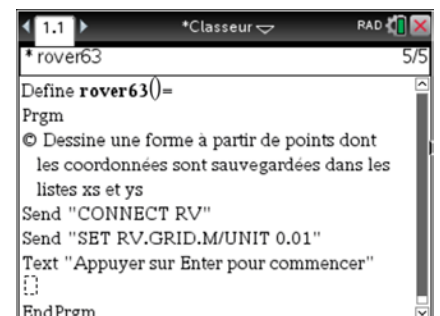 1.1 *Classeur RAD
* rover63 5/5
Define rover63()=
Prgm
© Dessine une forme à partir de points dont
les coordonnées sont sauvegardées dans les
listes xs et ys
Send "CONNECT RV"
Send "SET RV.GRID.M/UNIT 0.01"
Text "Appuyer sur Enter pour commencer"
EndPrgm